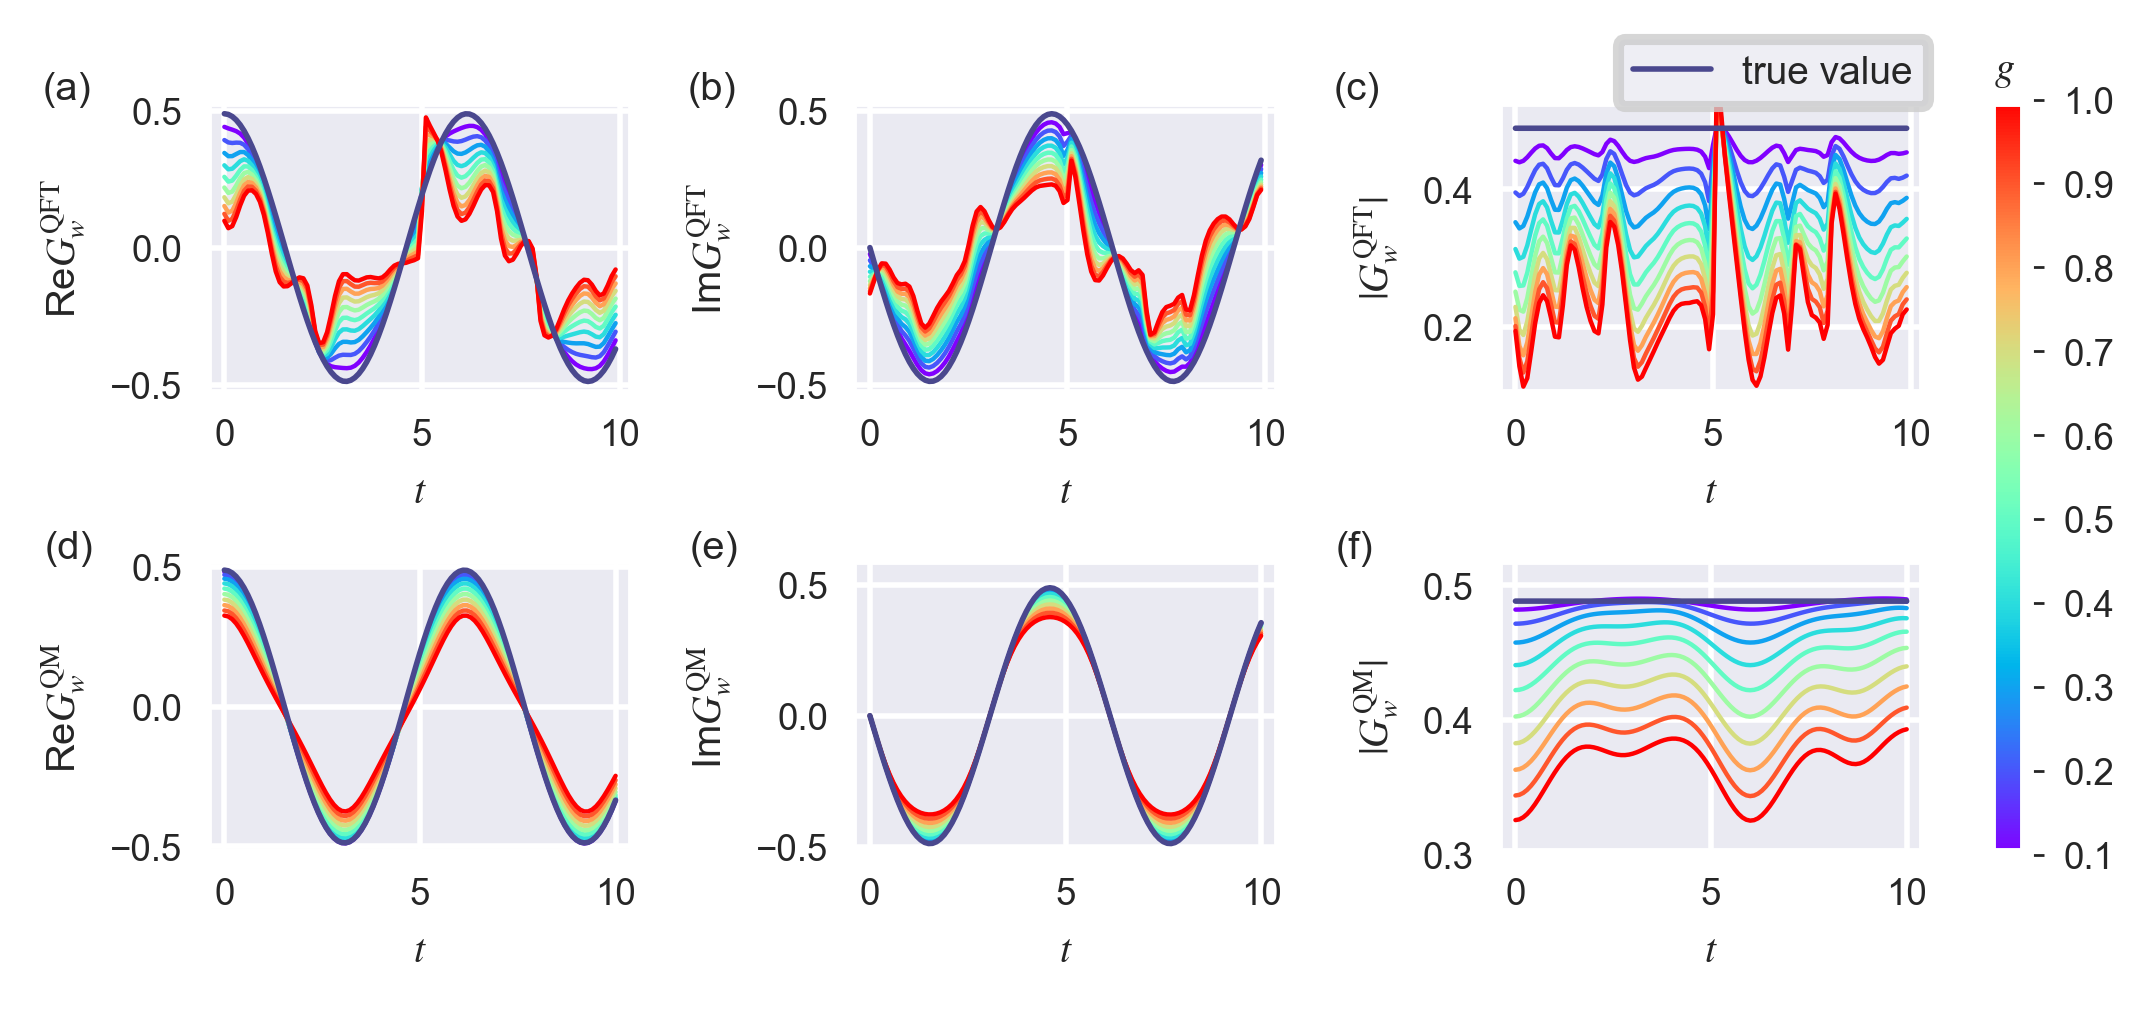 true value
(a)
0.5
0.0
−0.5
ReG_w^QFT
0 5 10
t
(b)
0.5
0.0
−0.5
ImG_w^QFT
0 5 10
t
(c)
0.4
0.2
|G_w^QFT|
0 5 10
t
g
1.0
0.9
0.8
0.7
0.6
0.5
0.4
0.3
0.2
0.1
(d)
0.5
0.0
−0.5
ReG_w^QM
0 5 10
t
(e)
0.5
0.0
−0.5
ImG_w^QM
0 5 10
t
(f)
0.5
0.4
0.3
|G_w^QM|
0 5 10
t